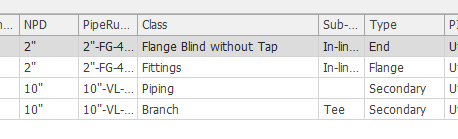 NPD PipeRu... Class Sub-... Type
2" 2"-FG-4... Flange Blind without Tap In-lin... End
2" 2"-FG-4... Fittings In-lin... Flange
10" 10"-VL-... Piping Secondary
10" 10"-VL-... Branch Tee Secondary